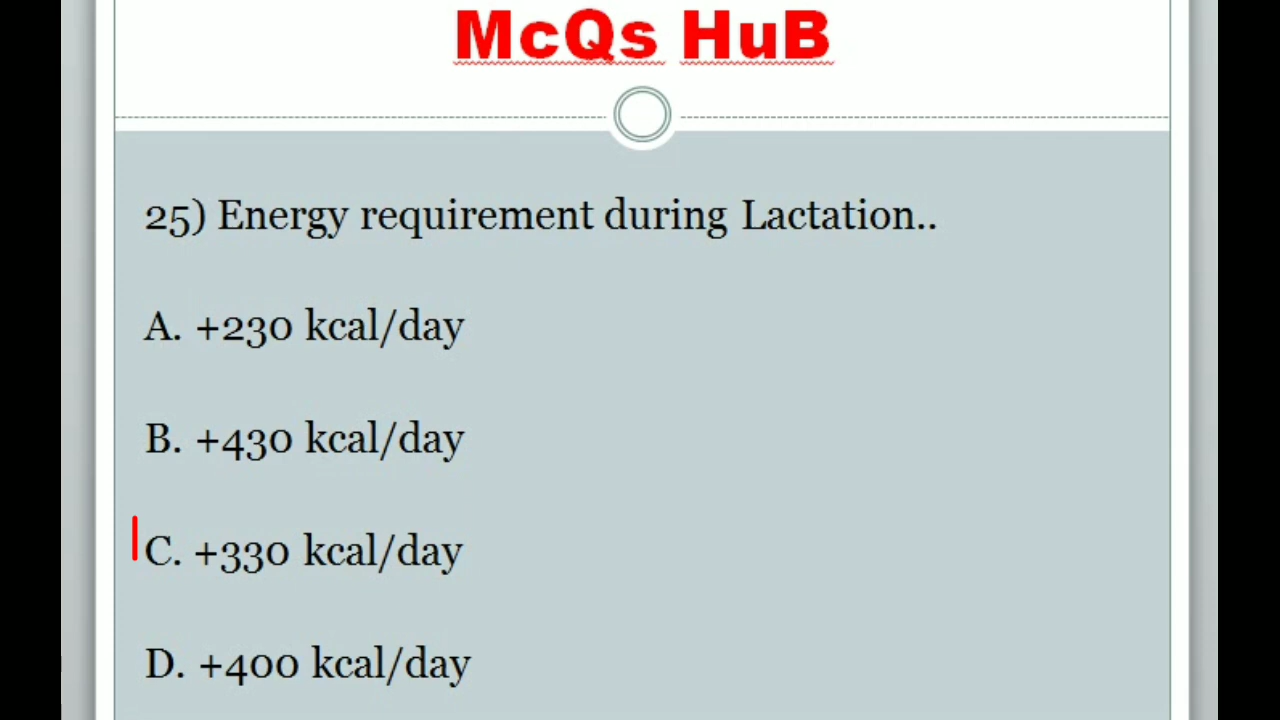 McQs HuB
25) Energy requirement during Lactation..
A. +230 kcal/day
B. +430 kcal/day
C. +330 kcal/day
D. +400 kcal/day